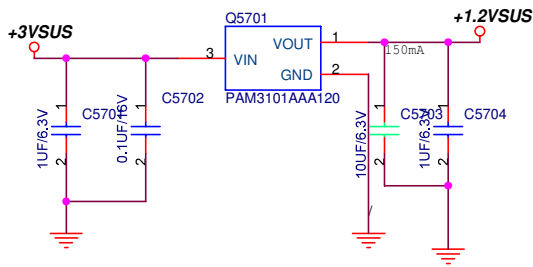 Q5701
+3VSUS
+1.2VSUS
3
VIN
VOUT
1
150mA
GND
2
PAM3101AAA120
1
C5701
1UF/6.3V
2
1
C5702
0.1UF/16V
2
1
C5703
10UF/6.3V
2
1
C5704
1UF/6.3V
2